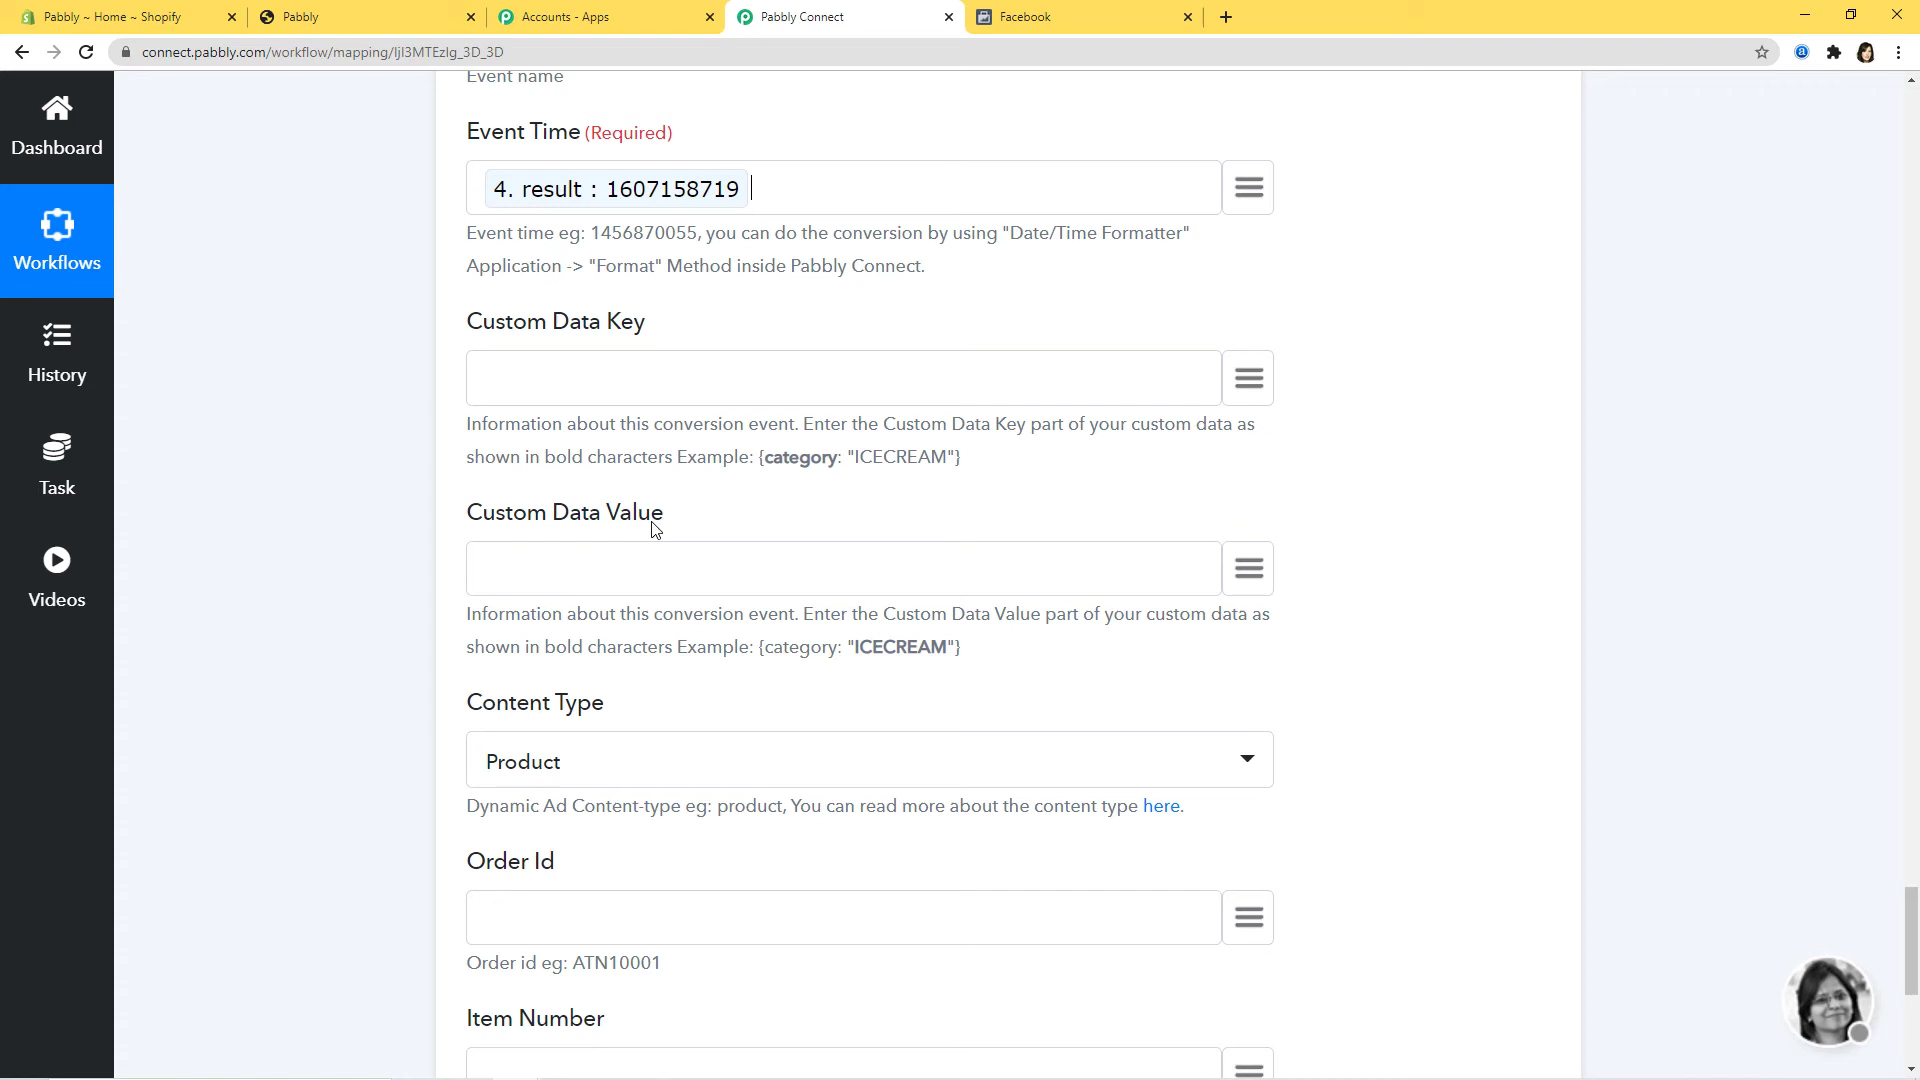 Pabbly ~ Home ~ Shopify
Pabbly
Accounts - Apps
Pabbly Connect
Facebook
connect.pabbly.com/workflow/mapping/IjI3MTEzIg_3D_3D
Dashboard
Workflows
History
Task
Videos
Event name
Event Time (Required)
4. result : 1607158719
Event time eg: 1456870055, you can do the conversion by using "Date/Time Formatter"
Application -> "Format" Method inside Pabbly Connect.
Custom Data Key
Information about this conversion event. Enter the Custom Data Key part of your custom data as
shown in bold characters Example: {category: "ICECREAM"}
Custom Data Value
Information about this conversion event. Enter the Custom Data Value part of your custom data as
shown in bold characters Example: {category: "ICECREAM"}
Content Type
Product
Dynamic Ad Content-type eg: product, You can read more about the content type here.
Order Id
Order id eg: ATN10001
Item Number